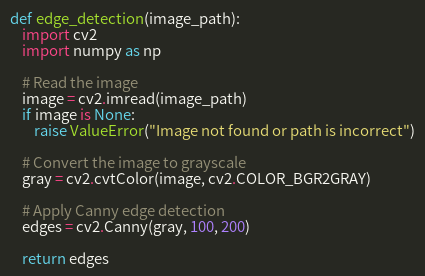 def edge_detection(image_path):
    import cv2
    import numpy as np

    # Read the image
    image = cv2.imread(image_path)
    if image is None:
        raise ValueError("Image not found or path is incorrect")

    # Convert the image to grayscale
    gray = cv2.cvtColor(image, cv2.COLOR_BGR2GRAY)

    # Apply Canny edge detection
    edges = cv2.Canny(gray, 100, 200)

    return edges